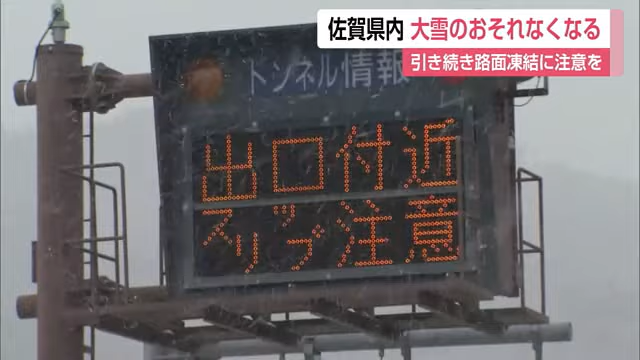 佐賀県内 大雪のおそれなくなる
引き続き路面凍結に注意を
トンネル情報
出口付近
スリップ注意